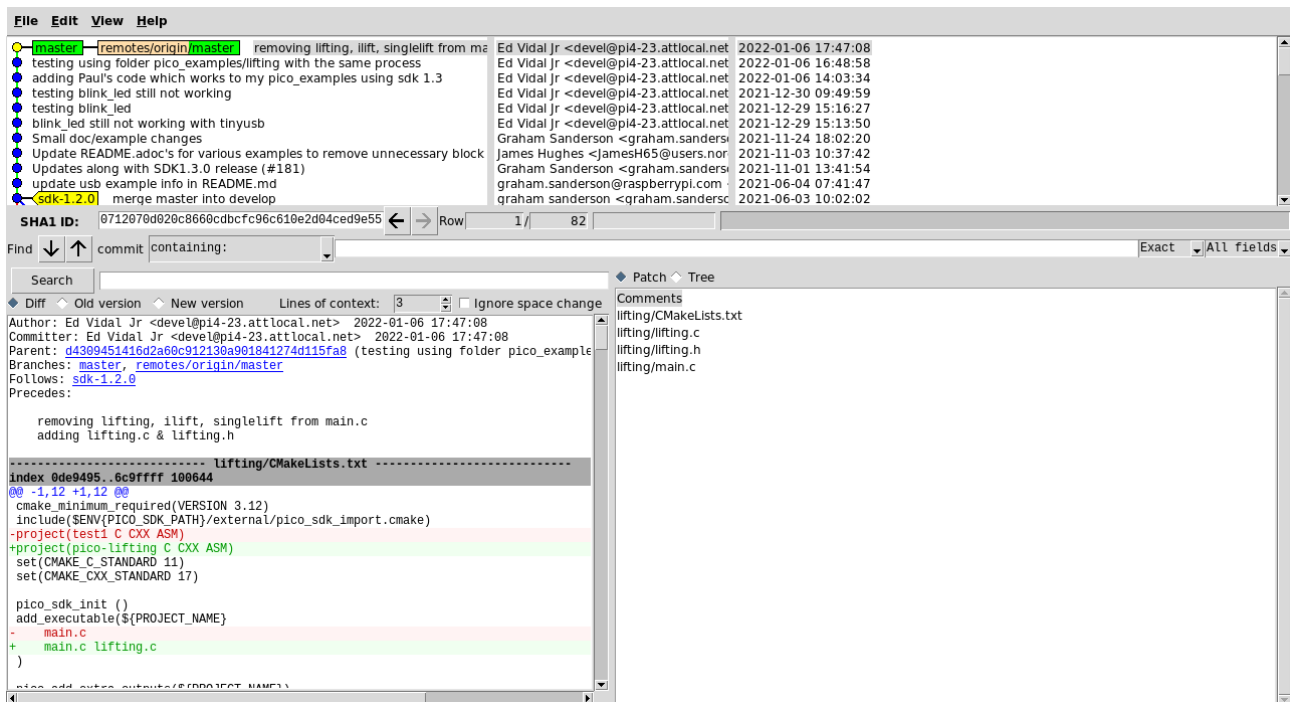 File Edit View Help
master remotes/origin/master removing lifting, ilift, singlelift from ma Ed Vidal Jr <devel@pi4-23.attlocal.net 2022-01-06 17:47:08
testing using folder pico_examples/lifting with the same process Ed Vidal Jr <devel@pi4-23.attlocal.net 2022-01-06 16:48:58
adding Paul's code which works to my pico_examples using sdk 1.3 Ed Vidal Jr <devel@pi4-23.attlocal.net 2022-01-06 14:03:34
testing blink_led still not working Ed Vidal Jr <devel@pi4-23.attlocal.net 2021-12-30 09:49:59
testing blink_led Ed Vidal Jr <devel@pi4-23.attlocal.net 2021-12-29 15:16:27
blink_led still not working with tinyusb Ed Vidal Jr <devel@pi4-23.attlocal.net 2021-12-29 15:13:50
Small doc/example changes Graham Sanderson <graham.sanderso 2021-11-24 18:02:20
Update README.adoc's for various examples to remove unnecessary block James Hughes <JamesH65@users.nor 2021-11-03 10:37:42
Updates along with SDK1.3.0 release (#181) Graham Sanderson <graham.sanderso 2021-11-01 13:41:54
update usb example info in README.md graham.sanderson@raspberrypi.com 2021-06-04 07:41:47
sdk-1.2.0 merge master into develop graham sanderson <graham.sandersc 2021-06-03 10:02:02
SHA1 ID: 0712070d020c8660cdbcfc96c610e2d04ced9e55 ← → Row 1/ 82
Find ↓ ↑ commit containing: Exact All fields
Search
Diff Old version New version Lines of context: 3 Ignore space change
Author: Ed Vidal Jr <devel@pi4-23.attlocal.net> 2022-01-06 17:47:08
Committer: Ed Vidal Jr <devel@pi4-23.attlocal.net> 2022-01-06 17:47:08
Parent: d4309451416d2a60c912130a901841274d115fa8 (testing using folder pico_example
Branches: master, remotes/origin/master
Follows: sdk-1.2.0
Precedes:
removing lifting, ilift, singlelift from main.c
adding lifting.c & lifting.h
---------------------------- lifting/CMakeLists.txt ----------------------------
index 0de9495..6c9ffff 100644
@@ -1,12 +1,12 @@
cmake_minimum_required(VERSION 3.12)
include($ENV{PICO_SDK_PATH}/external/pico_sdk_import.cmake)
-project(test1 C CXX ASM)
+project(pico-lifting C CXX ASM)
set(CMAKE_C_STANDARD 11)
set(CMAKE_CXX_STANDARD 17)
pico_sdk_init ()
add_executable(${PROJECT_NAME}
- main.c
+ main.c lifting.c
)
pico_add_extra_outputs(${PROJECT_NAME})
Patch Tree
Comments
lifting/CMakeLists.txt
lifting/lifting.c
lifting/lifting.h
lifting/main.c